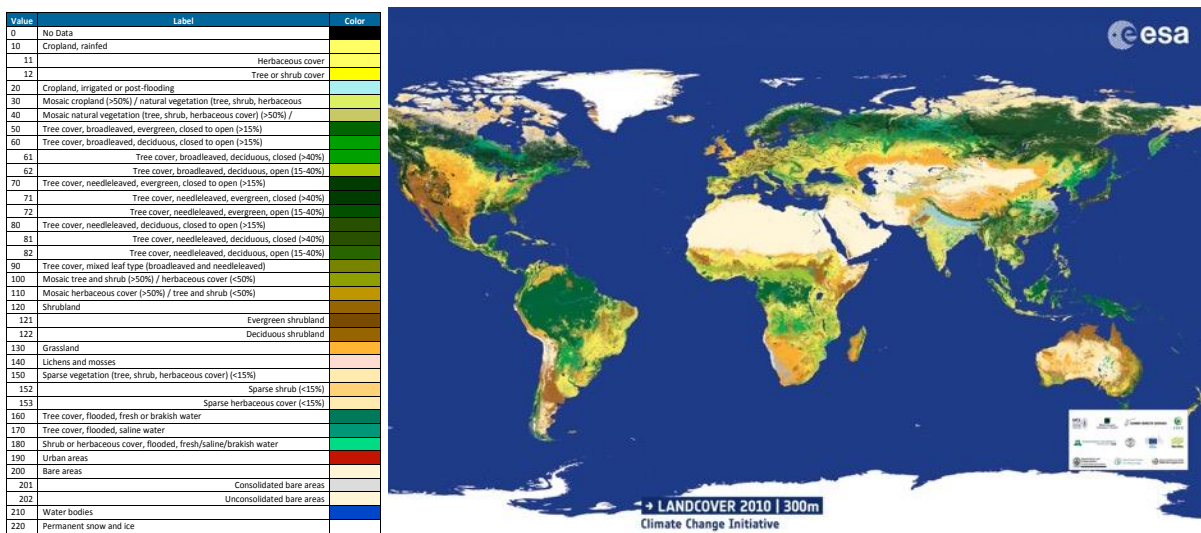 Value Label Color
0 No Data
10 Cropland, rainfed
11 Herbaceous cover
12 Tree or shrub cover
20 Cropland, irrigated or post-flooding
30 Mosaic cropland (>50%) / natural vegetation (tree, shrub, herbaceous
40 Mosaic natural vegetation (tree, shrub, herbaceous cover) (>50%) /
50 Tree cover, broadleaved, evergreen, closed to open (>15%)
60 Tree cover, broadleaved, deciduous, closed to open (>15%)
61 Tree cover, broadleaved, deciduous, closed (>40%)
62 Tree cover, broadleaved, deciduous, open (15-40%)
70 Tree cover, needleleaved, evergreen, closed to open (>15%)
71 Tree cover, needleleaved, evergreen, closed (>40%)
72 Tree cover, needleleaved, evergreen, open (15-40%)
80 Tree cover, needleleaved, deciduous, closed to open (>15%)
81 Tree cover, needleleaved, deciduous, closed (>40%)
82 Tree cover, needleleaved, deciduous, open (15-40%)
90 Tree cover, mixed leaf type (broadleaved and needleleaved)
100 Mosaic tree and shrub (>50%) / herbaceous cover (<50%)
110 Mosaic herbaceous cover (>50%) / tree and shrub (<50%)
120 Shrubland
121 Evergreen shrubland
122 Deciduous shrubland
130 Grassland
140 Lichens and mosses
150 Sparse vegetation (tree, shrub, herbaceous cover) (<15%)
152 Sparse shrub (<15%)
153 Sparse herbaceous cover (<15%)
160 Tree cover, flooded, fresh or brakish water
170 Tree cover, flooded, saline water
180 Shrub or herbaceous cover, flooded, fresh/saline/brakish water
190 Urban areas
200 Bare areas
201 Consolidated bare areas
202 Unconsolidated bare areas
210 Water bodies
220 Permanent snow and ice
esa
→ LANDCOVER 2010 | 300m
Climate Change Initiative